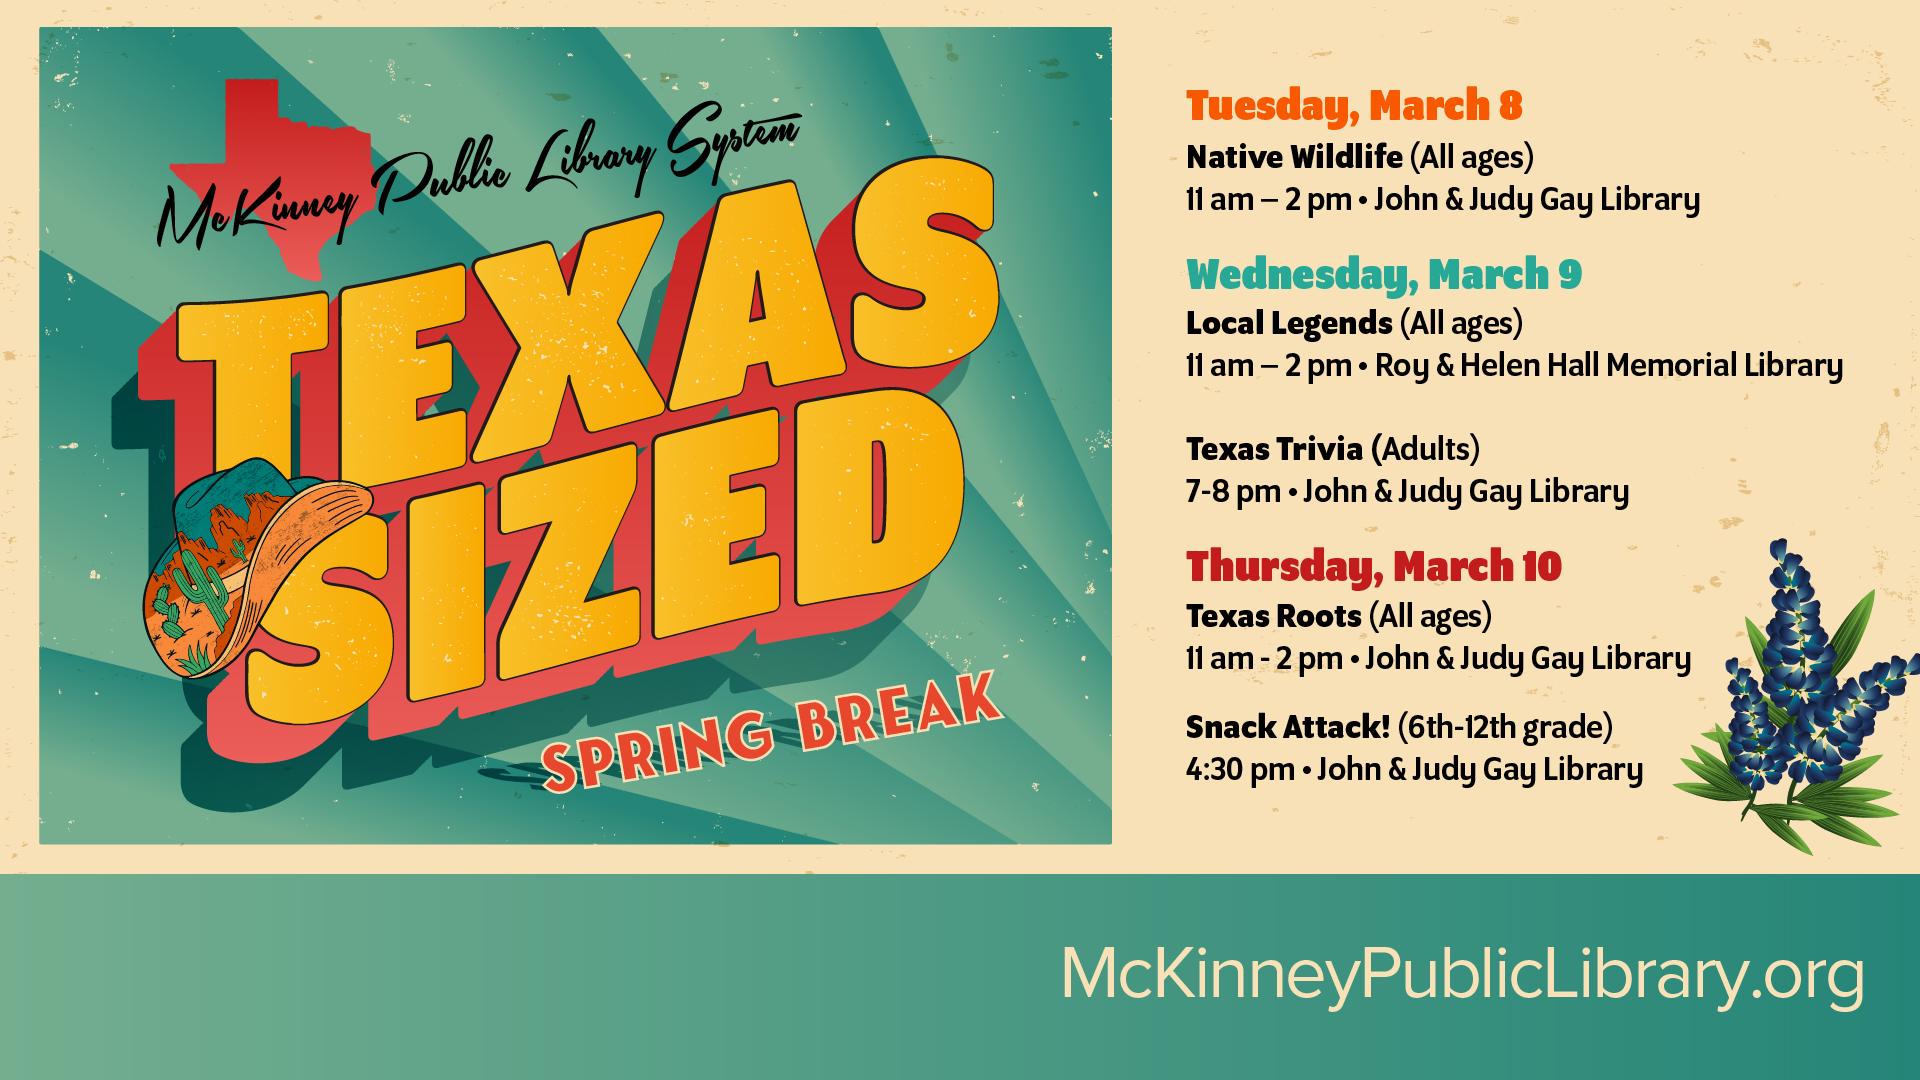 McKinney Public Library System
TEXAS
SIZED
SPRING BREAK
Tuesday, March 8
Native Wildlife (All ages)
11 am – 2 pm • John & Judy Gay Library
Wednesday, March 9
Local Legends (All ages)
11 am – 2 pm • Roy & Helen Hall Memorial Library
Texas Trivia (Adults)
7-8 pm • John & Judy Gay Library
Thursday, March 10
Texas Roots (All ages)
11 am - 2 pm • John & Judy Gay Library
Snack Attack! (6th-12th grade)
4:30 pm • John & Judy Gay Library
McKinneyPublicLibrary.org